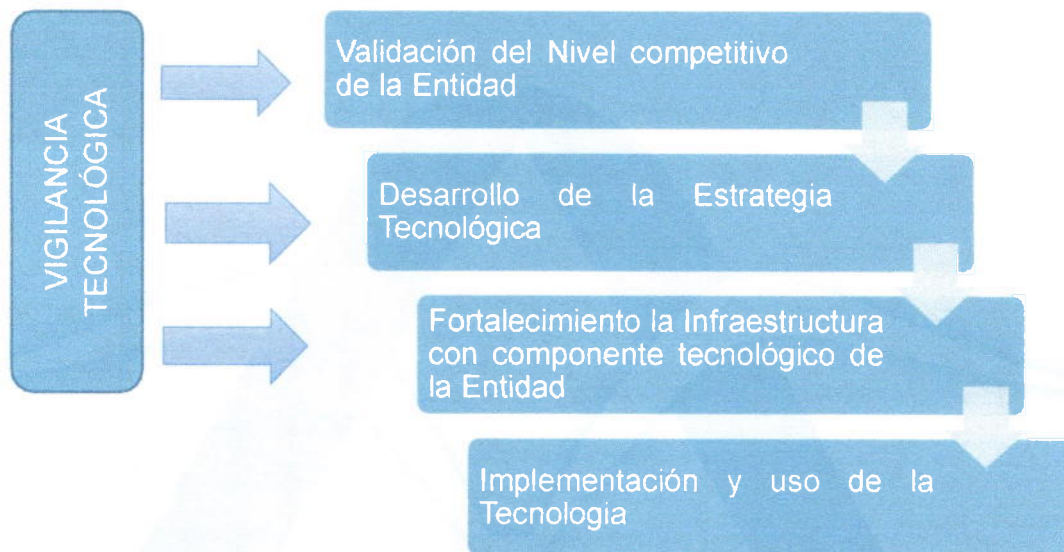 VIGILANCIA
TECNOLÓGICA
Validación del Nivel competitivo
de la Entidad
Desarrollo de la Estrategia
Tecnológica
Fortalecimiento la Infraestructura
con componente tecnológico de
la Entidad
Implementación y uso de la
Tecnologia